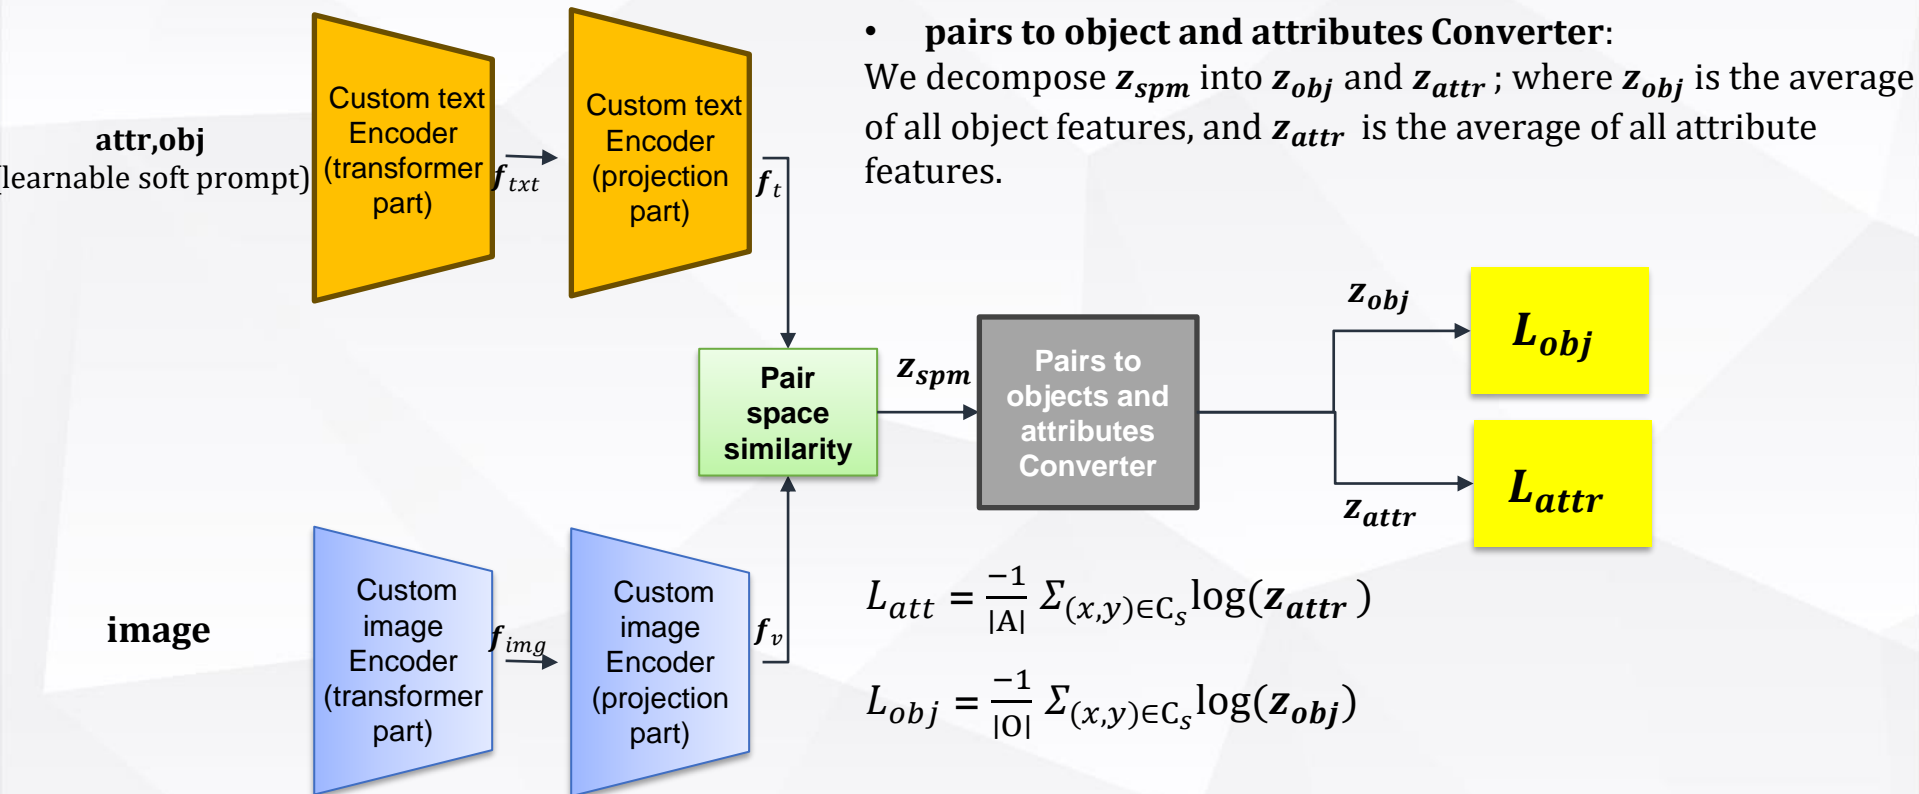 • pairs to object and attributes Converter:
We decompose z_spm into z_obj and z_attr ; where z_obj is the average
of all object features, and z_attr is the average of all attribute
features.
attr,obj
(learnable soft prompt)
Custom text
Encoder
(transformer
part)
f_txt
Custom text
Encoder
(projection
part)
f_t
Pair
space
similarity
z_spm
Pairs to
objects and
attributes
Converter
z_obj
L_obj
z_attr
L_attr
image
Custom
image
Encoder
(transformer
part)
f_img
Custom
image
Encoder
(projection
part)
f_v
L_att = −1/|A| Σ_(x,y)∈C_s log(z_attr )
L_obj = −1/|O| Σ_(x,y)∈C_s log(z_obj)